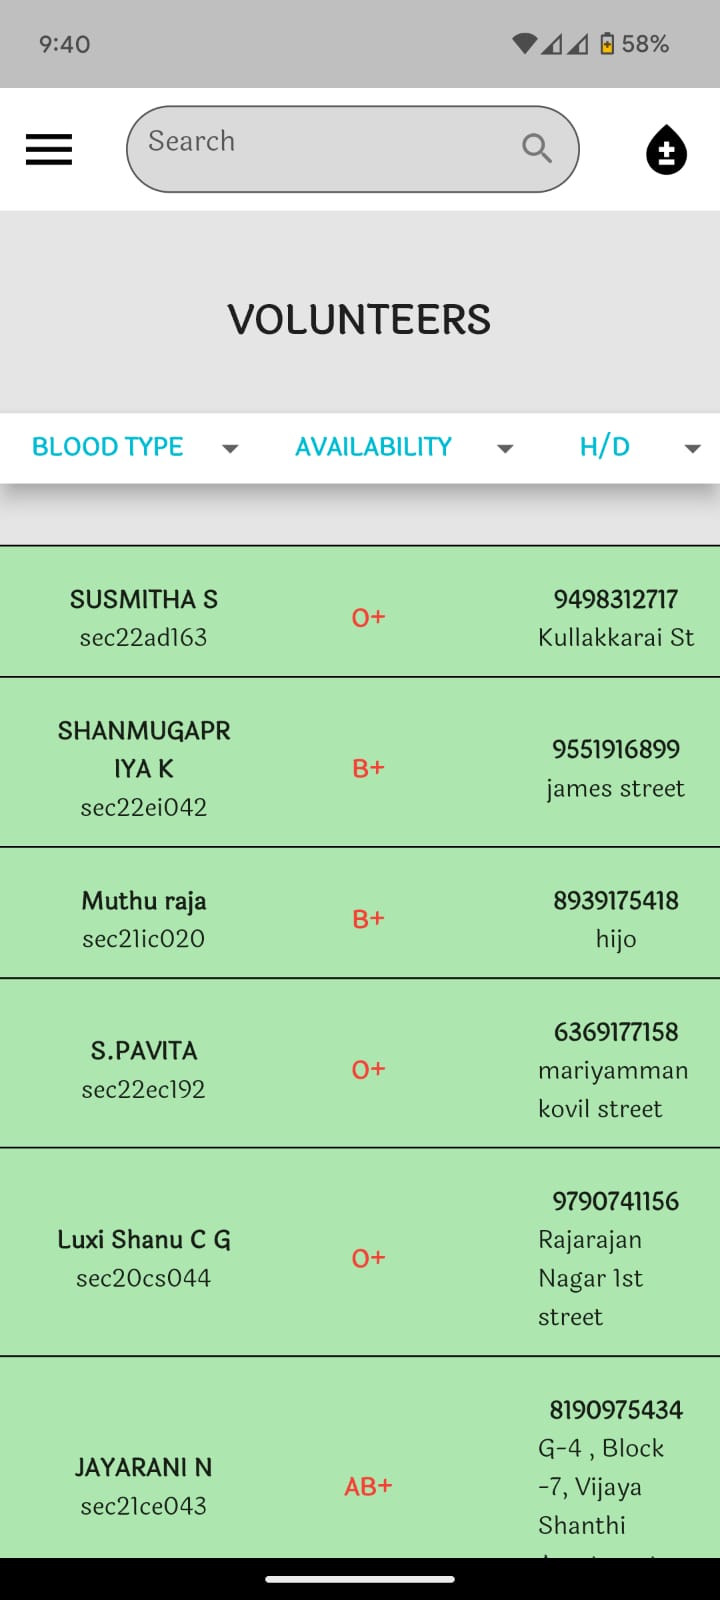 9:40
58%
Search
VOLUNTEERS
BLOOD TYPE
AVAILABILITY
H/D
SUSMITHA S
sec22ad163
O+
9498312717
Kullakkarai St
SHANMUGAPR
IYA K
sec22ei042
B+
9551916899
james street
Muthu raja
sec21ic020
B+
8939175418
hijo
S.PAVITA
sec22ec192
O+
6369177158
mariyamman
kovil street
Luxi Shanu C G
sec20cs044
O+
9790741156
Rajarajan
Nagar 1st
street
JAYARANI N
sec21ce043
AB+
8190975434
G-4 , Block
-7, Vijaya
Shanthi